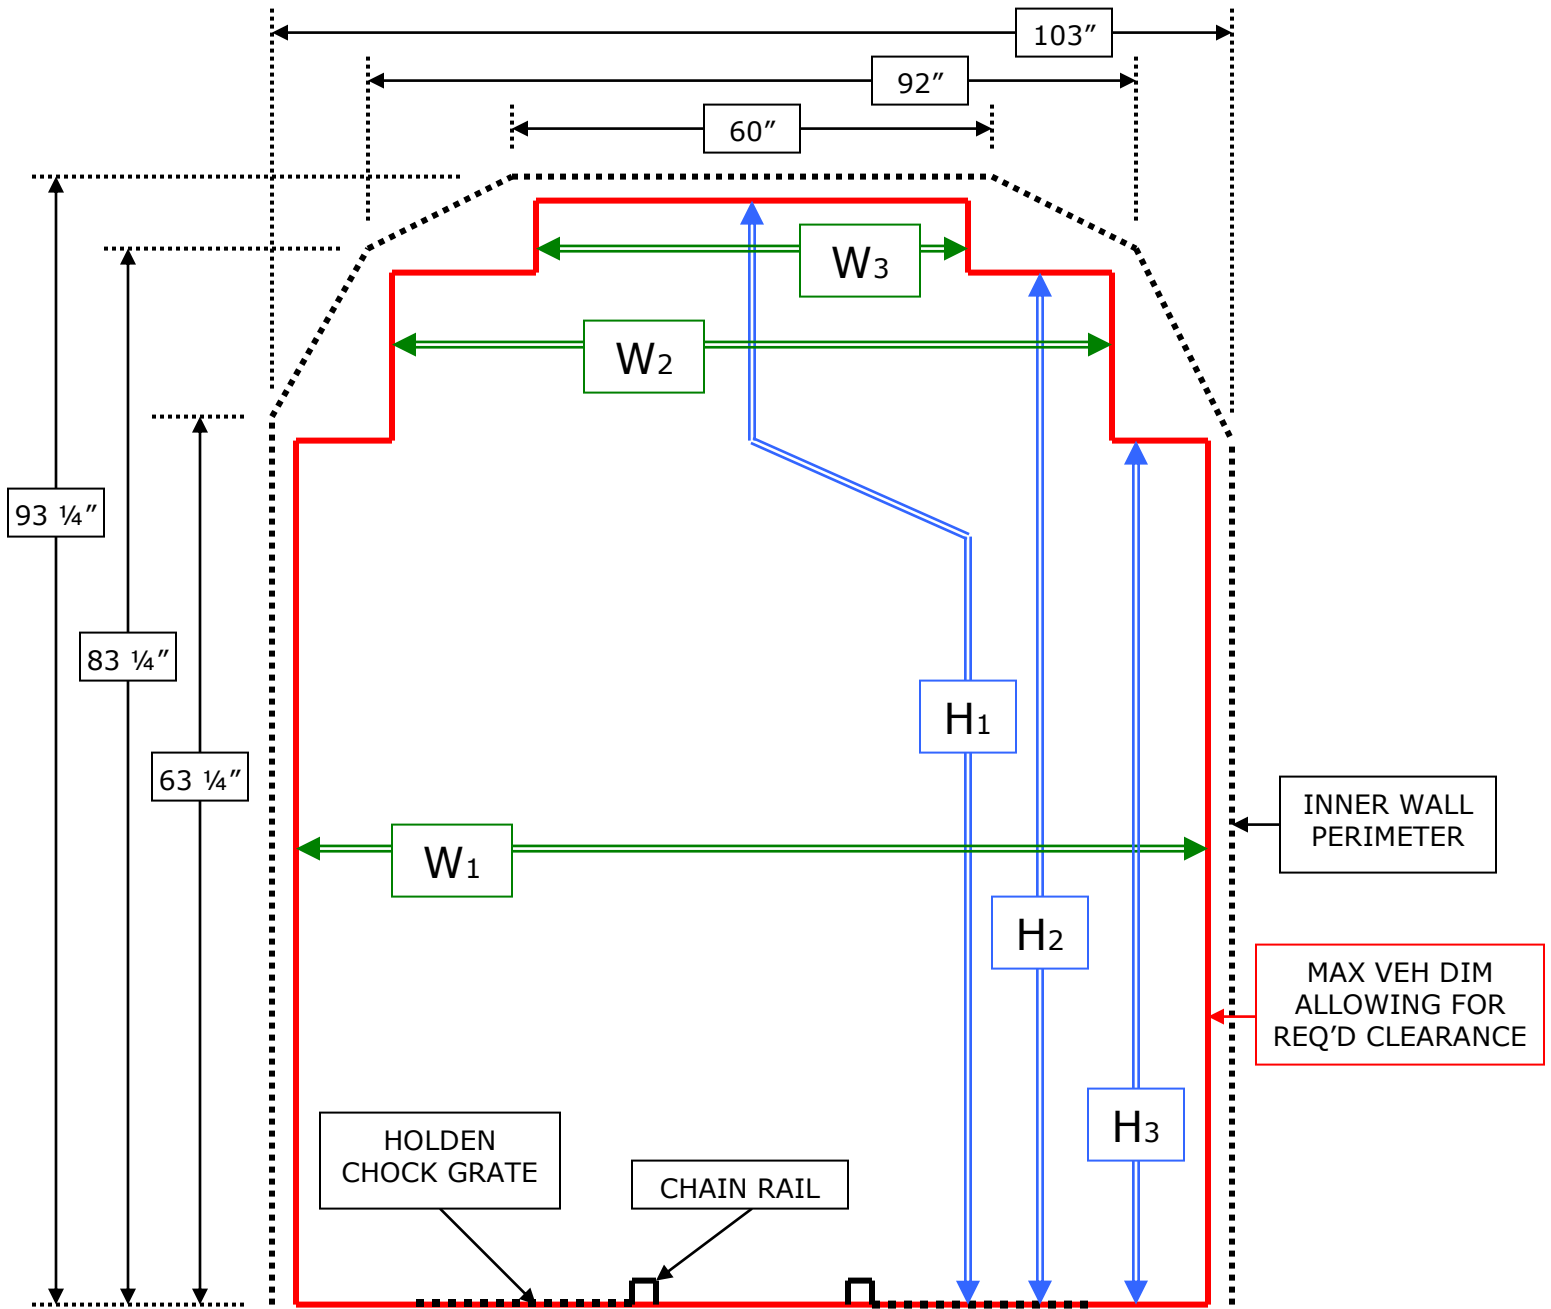 103”
92”
60”
W3
W2
93 ¼”
83 ¼”
H1
63 ¼”
INNER WALL
PERIMETER
W1
H2
MAX VEH DIM
ALLOWING FOR
REQ’D CLEARANCE
H3
HOLDEN
CHOCK GRATE
CHAIN RAIL